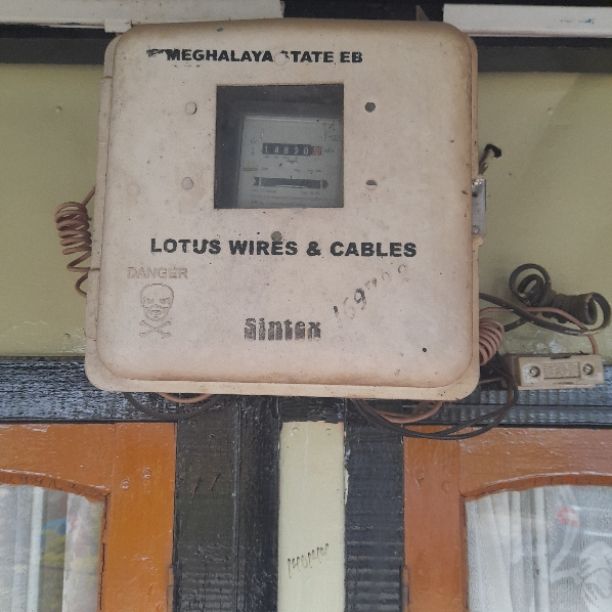 MEGHALAYA STATE EB
LOTUS WIRES & CABLES
DANGER
Sintex